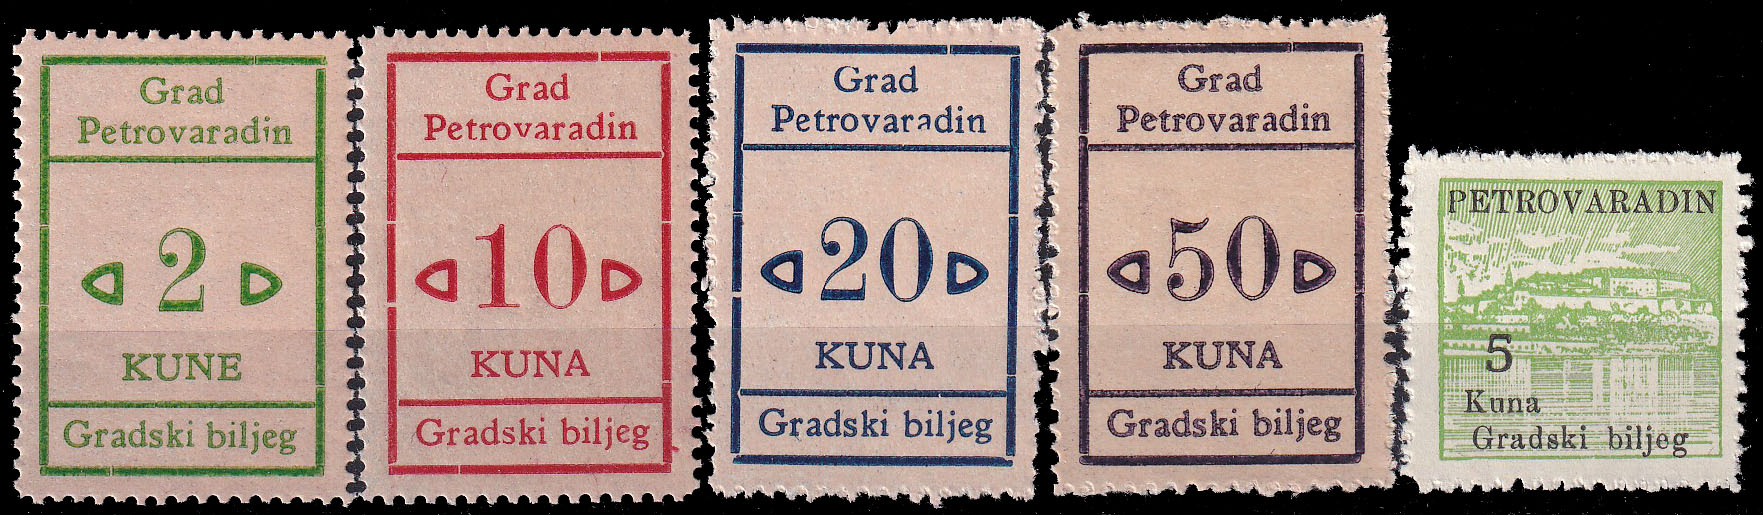 Grad
Petrovaradin
2
KUNE
Gradski biljeg
Grad
Petrovaradin
10
KUNA
Gradski biljeg
Grad
Petrovaradin
20
KUNA
Gradski biljeg
Grad
Petrovaradin
50
KUNA
Gradski biljeg
PETROVARADIN
5
Kuna
Gradski biljeg